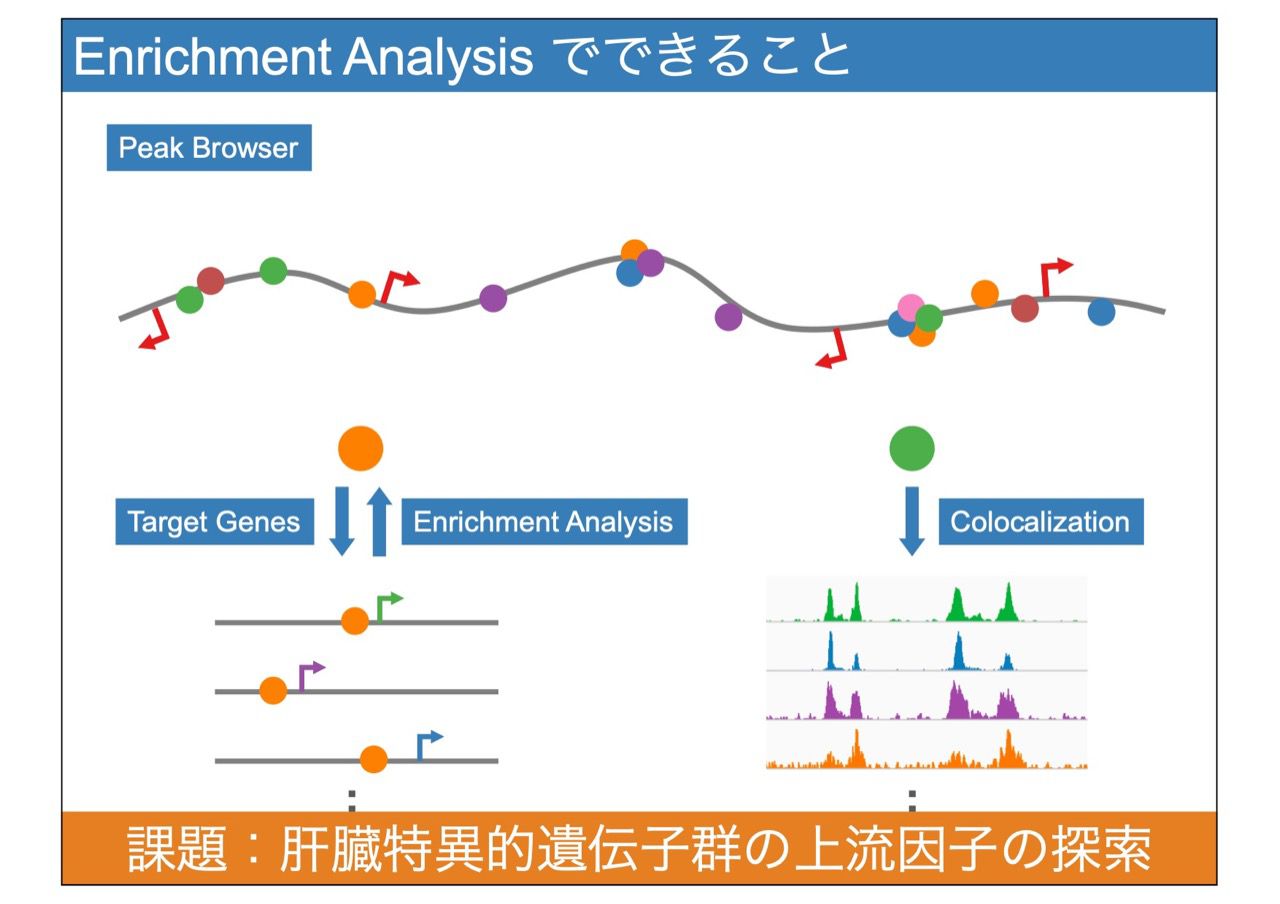 Enrichment Analysis でできること
Peak Browser
Target Genes
Enrichment Analysis
Colocalization
課題：肝臓特異的遺伝子群の上流因子の探索